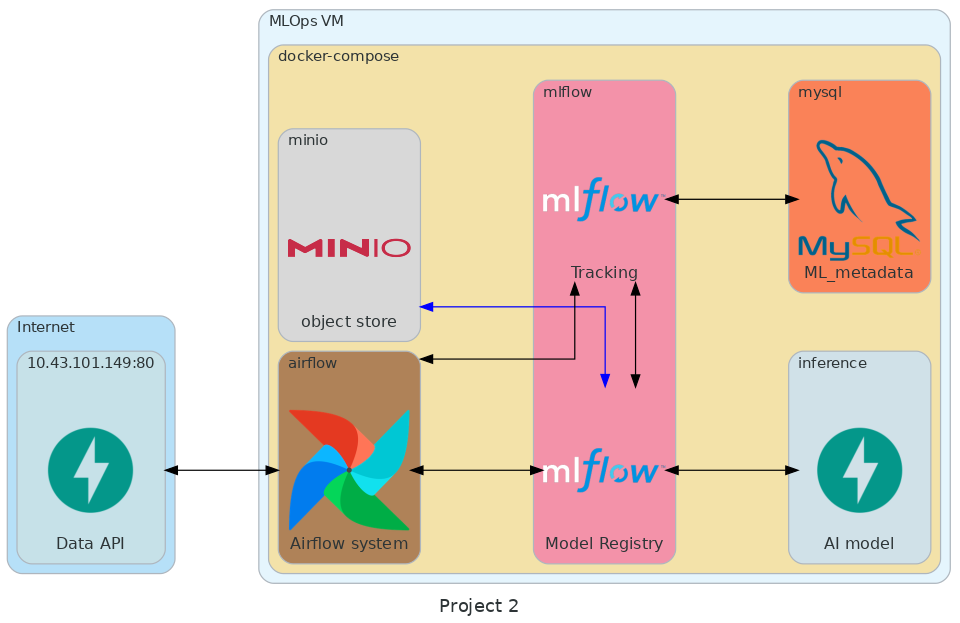 MLOps VM
docker-compose
minio
MINIO
object store
mlflow
mlflow
Tracking
mysql
MySQL
ML_metadata
Internet
10.43.101.149:80
Data API
airflow
Airflow system
mlflow
Model Registry
inference
AI model
Project 2